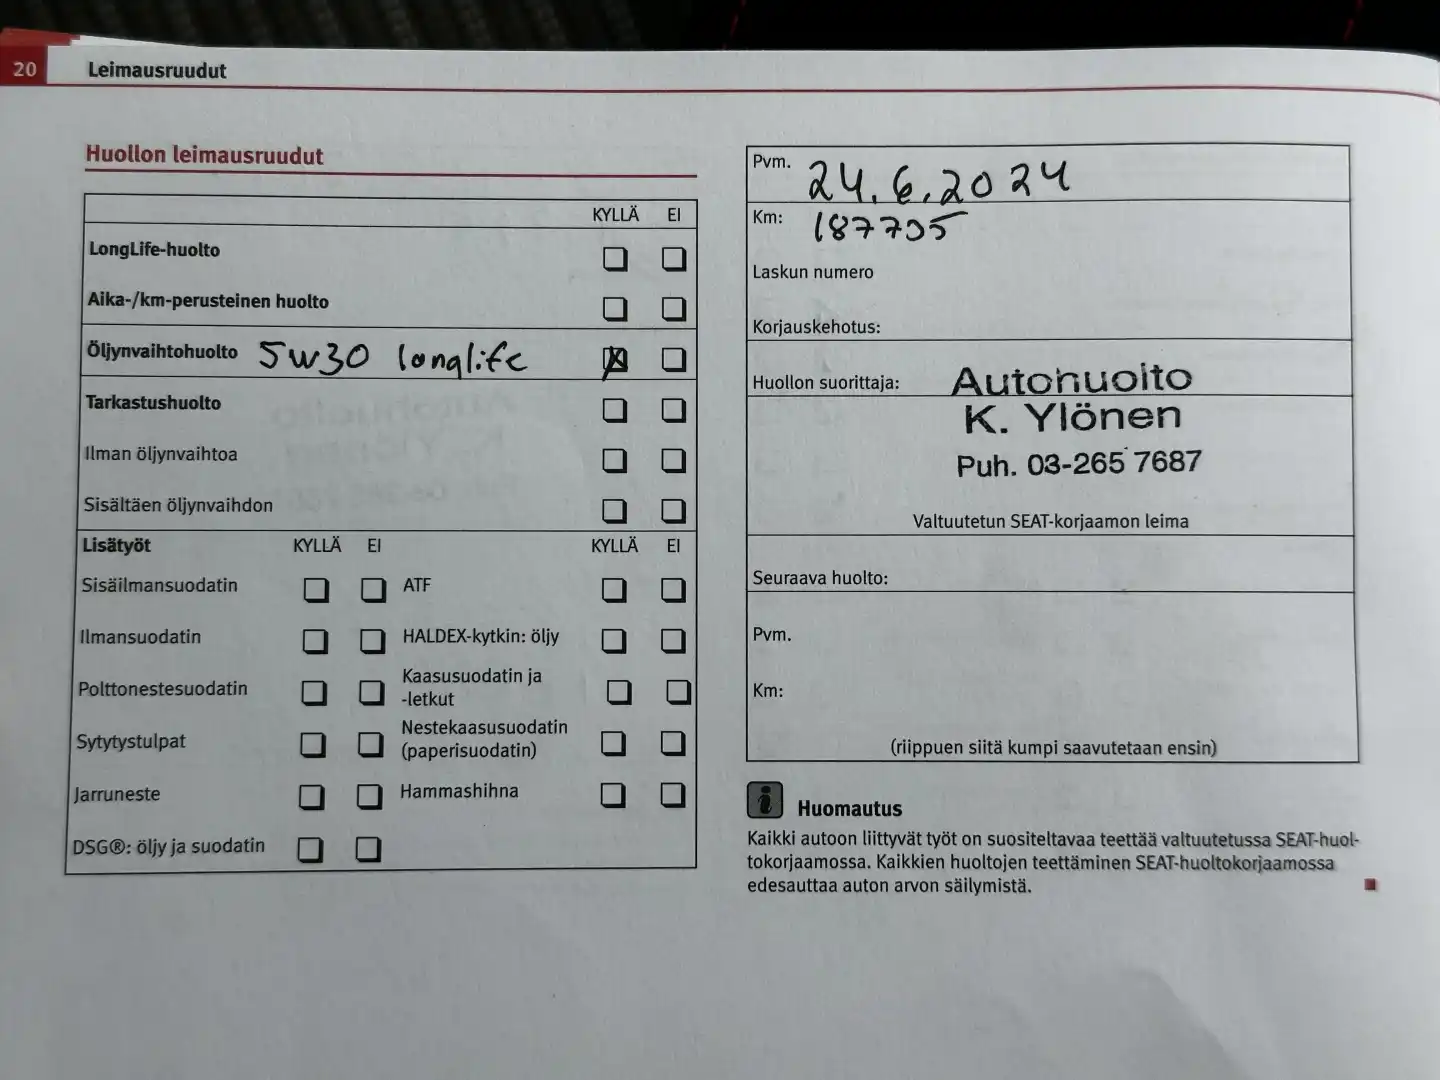 20 Leimausruudut
Huollon leimausruudut
KYLLÄ EI
LongLife-huolto
Aika-/km-perusteinen huolto
Öljynvaihtohuolto 5W30 longlife
Tarkastushuolto
Ilman öljynvaihtoa
Sisältäen öljynvaihdon
Lisätyöt KYLLÄ EI KYLLÄ EI
Sisäilmansuodatin ATF
Ilmansuodatin HALDEX-kytkin: öljy
Polttonestesuodatin Kaasusuodatin ja
-letkut
Sytytystulpat Nestekaasusuodatin
(paperisuodatin)
Jarruneste Hammashihna
DSG®: öljy ja suodatin
Pvm. 24.6.2024
Km: 187705
Laskun numero
Korjauskehotus:
Huollon suorittaja: Autohuolto
K. Ylönen
Puh. 03-265 7687
Valtuutetun SEAT-korjaamon leima
Seuraava huolto:
Pvm.
Km:
(riippuen siitä kumpi saavutetaan ensin)
Huomautus
Kaikki autoon liittyvät työt on suositeltavaa teettää valtuutetussa SEAT-huol-
tokorjaamossa. Kaikkien huoltojen teettäminen SEAT-huoltokorjaamossa
edesauttaa auton arvon säilymistä.